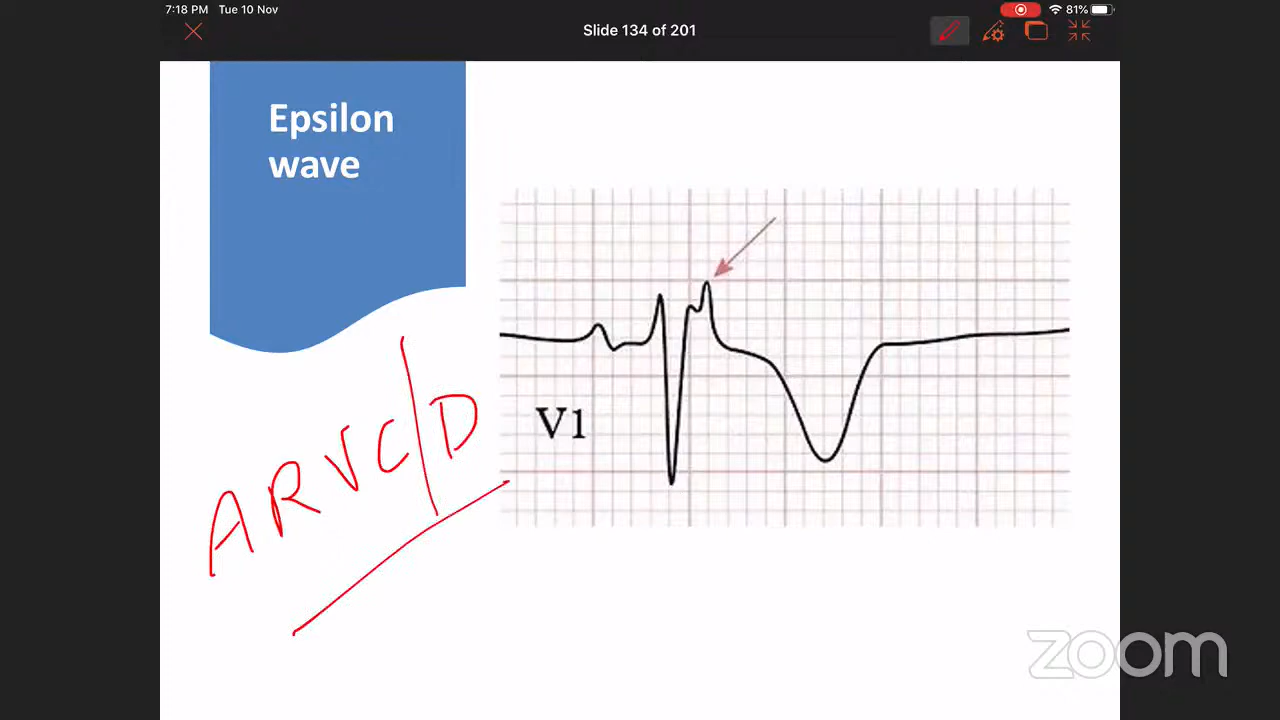 7:18 PM Tue 10 Nov
81%
Slide 134 of 201
Epsilon
wave
ARVC/D
V1
zoom